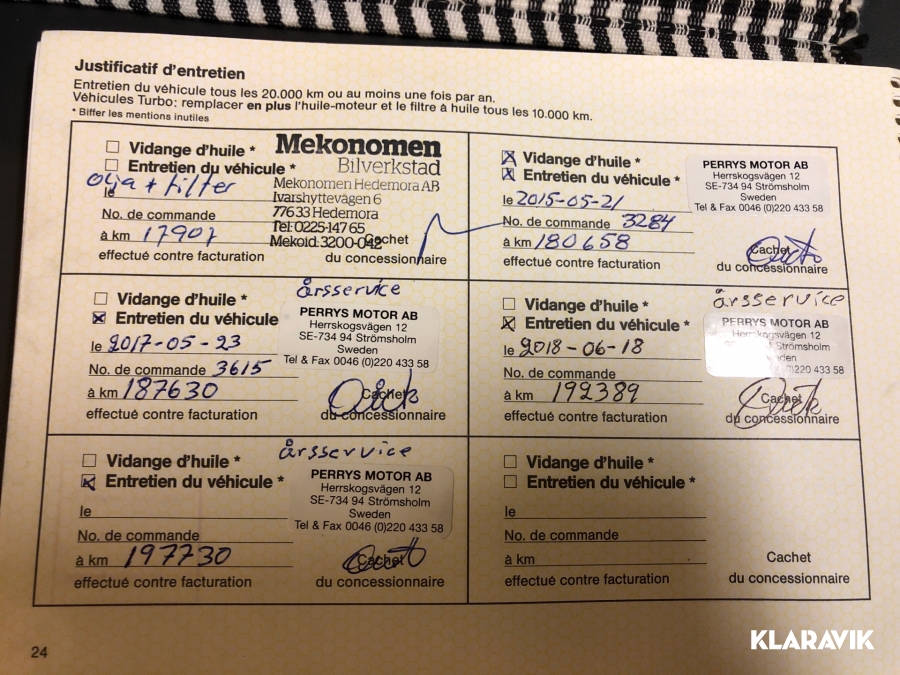 Justificatif d'entretien
Entretien du véhicule tous les 20.000 km ou au moins une fois par an.
Véhicules Turbo: remplacer en plus l'huile-moteur et le filtre à huile tous les 10.000 km.
* Biffer les mentions inutiles
Vidange d'huile *
Entretien du véhicule *
Olja + filter
le
No. de commande
à km 17907
effectué contre facturation
Mekonomen
Bilverkstad
Mekonomen Hedemora AB
Ivarshyttevägen 6
776 33 Hedemora
Tel: 0225-147 65
MekoId: 3200-042
Cachet
du concessionnaire
Vidange d'huile *
Entretien du véhicule *
le 2015-05-21
No. de commande 3284
à km 180658
effectué contre facturation
PERRYS MOTOR AB
Herrskogsvägen 12
SE-734 94 Strömsholm
Sweden
Tel & Fax 0046 (0)220 433 58
Cachet
du concessionnaire
årsservice
Vidange d'huile *
Entretien du véhicule
le 2017-05-23
No. de commande 3615
à km 187630
effectué contre facturation
PERRYS MOTOR AB
Herrskogsvägen 12
SE-734 94 Strömsholm
Sweden
Tel & Fax 0046 (0)220 433 58
Cachet
du concessionnaire
årsservice
Vidange d'huile *
Entretien du véhicule *
le 2018-06-18
No. de commande
à km 192389
effectué contre facturation
PERRYS MOTOR AB
Herrskogsvägen 12
Strömsholm
(0)220 433 58
Cachet
du concessionnaire
årsservice
Vidange d'huile *
Entretien du véhicule *
le
No. de commande
à km 197730
effectué contre facturation
PERRYS MOTOR AB
Herrskogsvägen 12
SE-734 94 Strömsholm
Sweden
Tel & Fax 0046 (0)220 433 58
Cachet
du concessionnaire
Vidange d'huile *
Entretien du véhicule *
le
No. de commande
à km
effectué contre facturation
Cachet
du concessionnaire
24
KLARAVIK